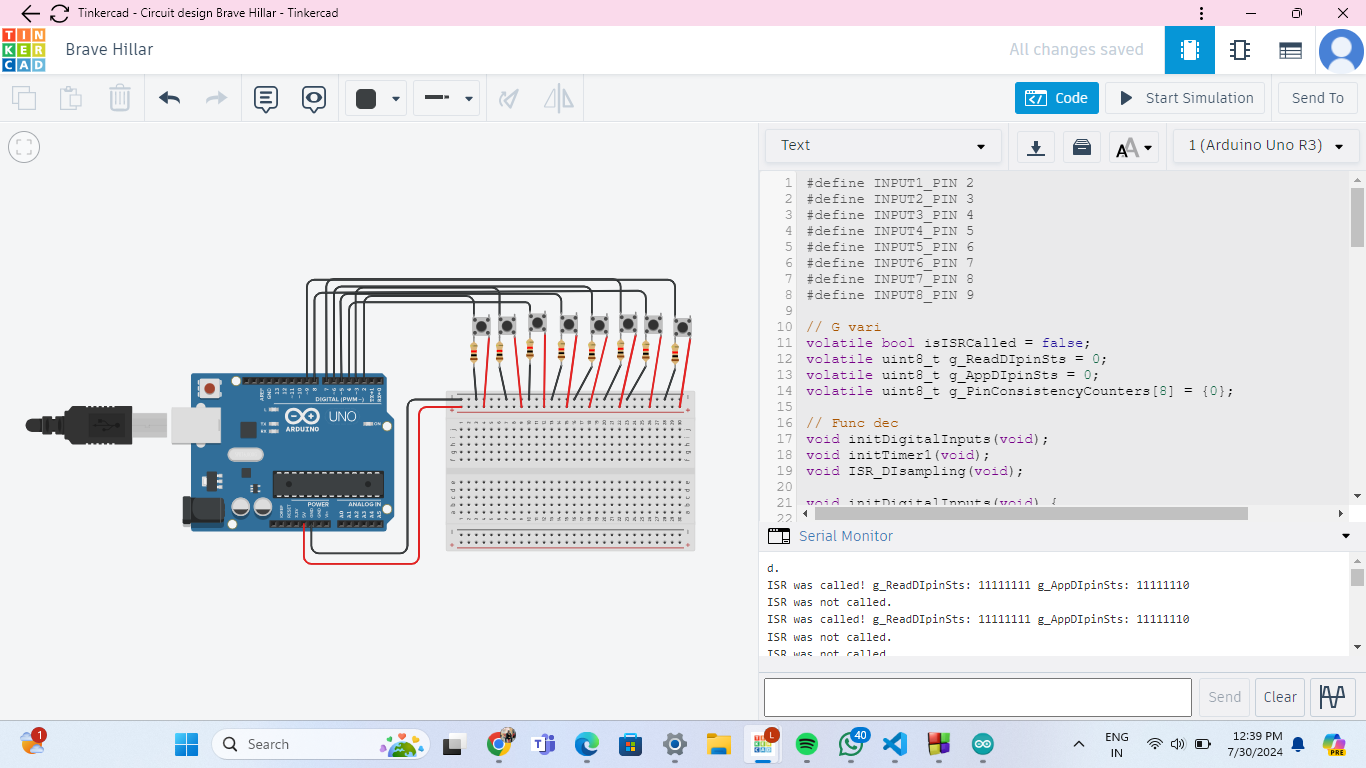 Tinkercad - Circuit design Brave Hillar - Tinkercad
TIN
KER
CAD
Brave Hillar
All changes saved
Code
Start Simulation
Send To
Text
1 (Arduino Uno R3)
1 #define INPUT1_PIN 2
2 #define INPUT2_PIN 3
3 #define INPUT3_PIN 4
4 #define INPUT4_PIN 5
5 #define INPUT5_PIN 6
6 #define INPUT6_PIN 7
7 #define INPUT7_PIN 8
8 #define INPUT8_PIN 9
9
10 // G vari
11 volatile bool isISRCalled = false;
12 volatile uint8_t g_ReadDIpinSts = 0;
13 volatile uint8_t g_AppDIpinSts = 0;
14 volatile uint8_t g_PinConsistencyCounters[8] = {0};
15
16 // Func dec
17 void initDigitalInputs(void);
18 void initTimer1(void);
19 void ISR_DIsampling(void);
20
21 void initDigitalInputs(void) {
22
DIGITAL (PWM ~)
UNO
ARDUINO
TX
RX
ON
POWER
ANALOG IN
Serial Monitor
d.
ISR was called! g_ReadDIpinSts: 11111111 g_AppDIpinSts: 11111110
ISR was not called.
ISR was called! g_ReadDIpinSts: 11111111 g_AppDIpinSts: 11111110
ISR was not called.
ISR was not called.
Send
Clear
1
Search
L
40
ENG
IN
12:39 PM
7/30/2024
PRE